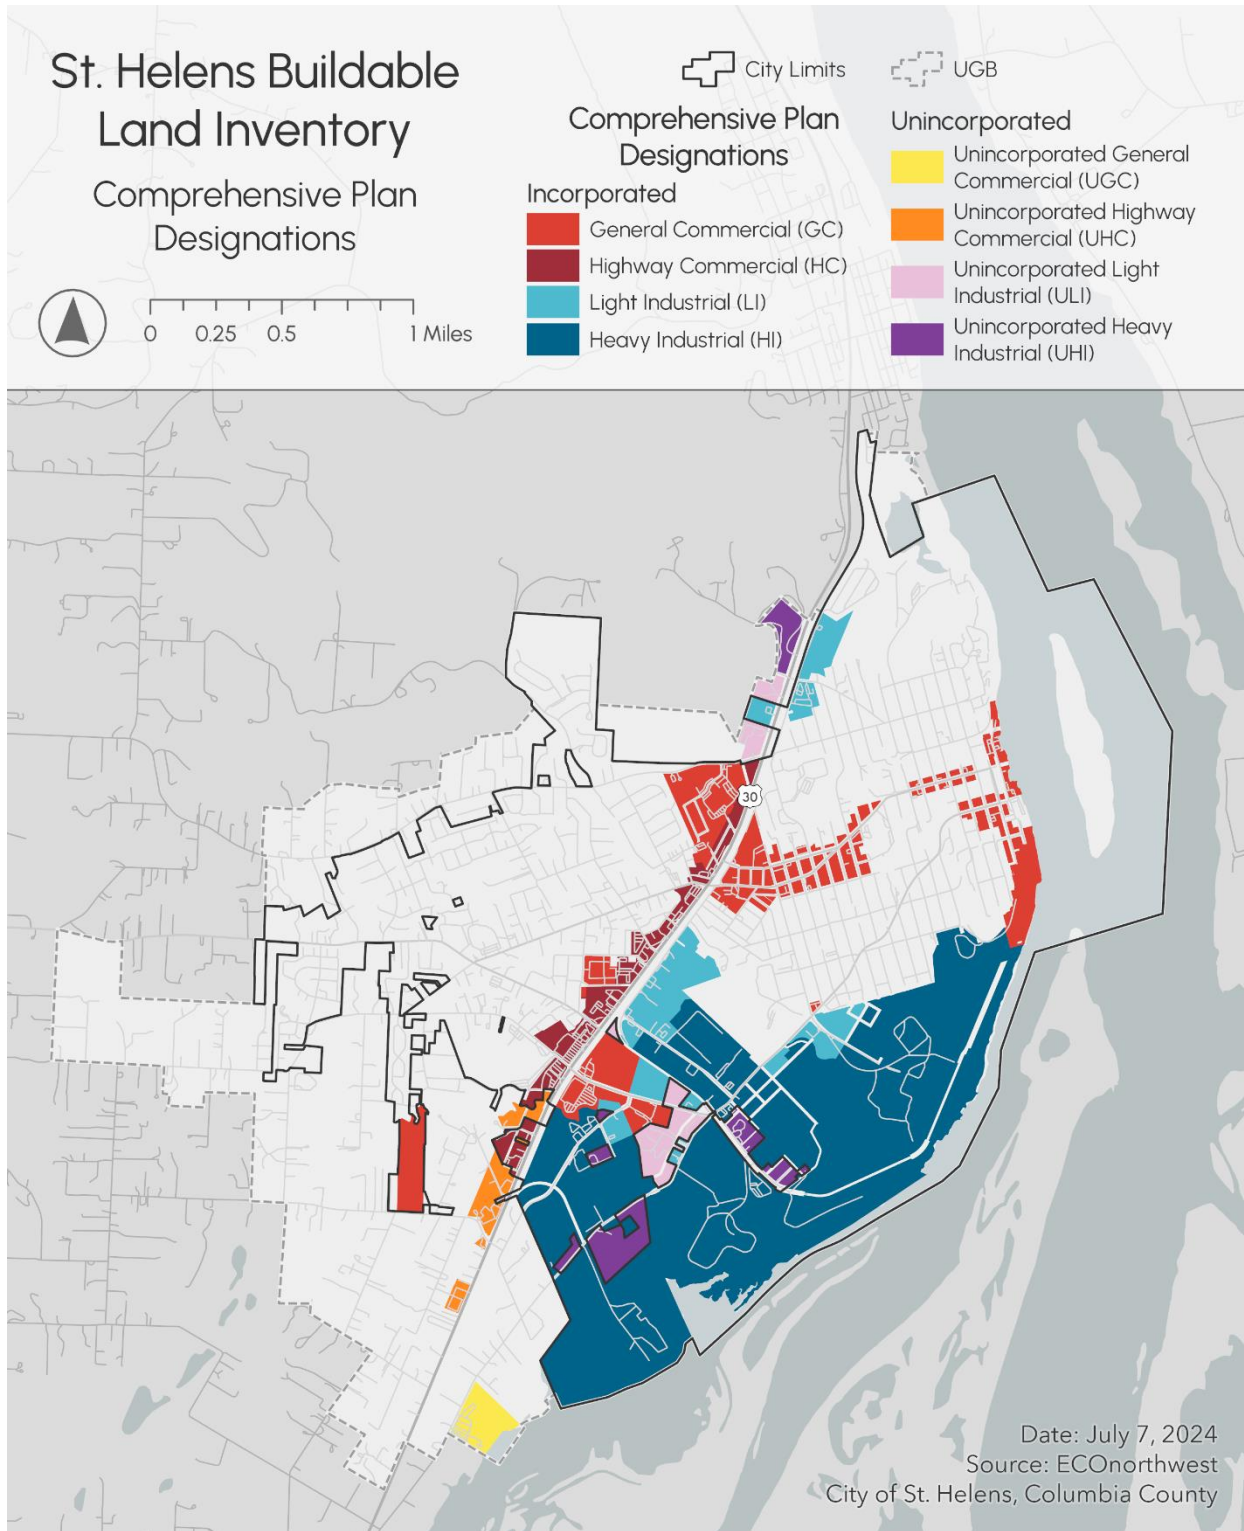 St. Helens Buildable
Land Inventory
Comprehensive Plan
Designations
0 0.25 0.5 1 Miles
City Limits
UGB
Comprehensive Plan
Designations
Incorporated
General Commercial (GC)
Highway Commercial (HC)
Light Industrial (LI)
Heavy Industrial (HI)
Unincorporated
Unincorporated General
Commercial (UGC)
Unincorporated Highway
Commercial (UHC)
Unincorporated Light
Industrial (ULI)
Unincorporated Heavy
Industrial (UHI)
30
Date: July 7, 2024
Source: ECOnorthwest
City of St. Helens, Columbia County